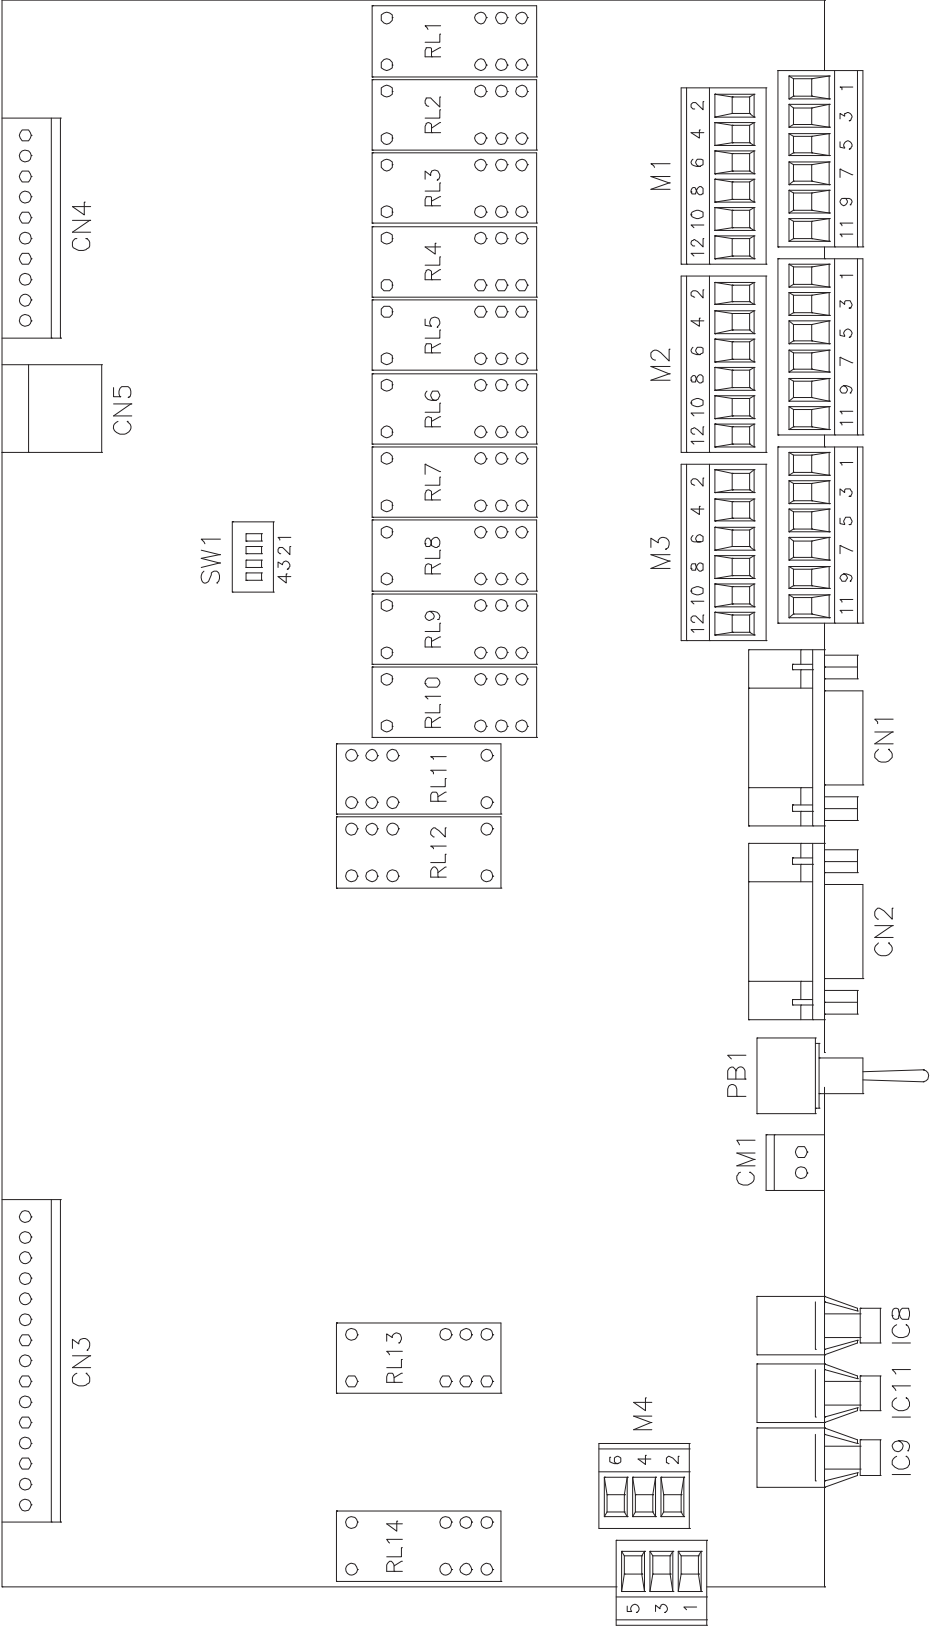 RL1
RL2
RL3
RL4
RL5
RL6
RL7
RL8
RL9
RL10
RL11
RL12
RL13
RL14
CN4
CN5
SW1
4321
CN3
M1
12 10 8 6 4 2
11 9 7 5 3 1
M2
12 10 8 6 4 2
11 9 7 5 3 1
M3
12 10 8 6 4 2
11 9 7 5 3 1
CN1
CN2
PB1
CM1
IC8
IC11
IC9
M4
6 4 2
5 3 1